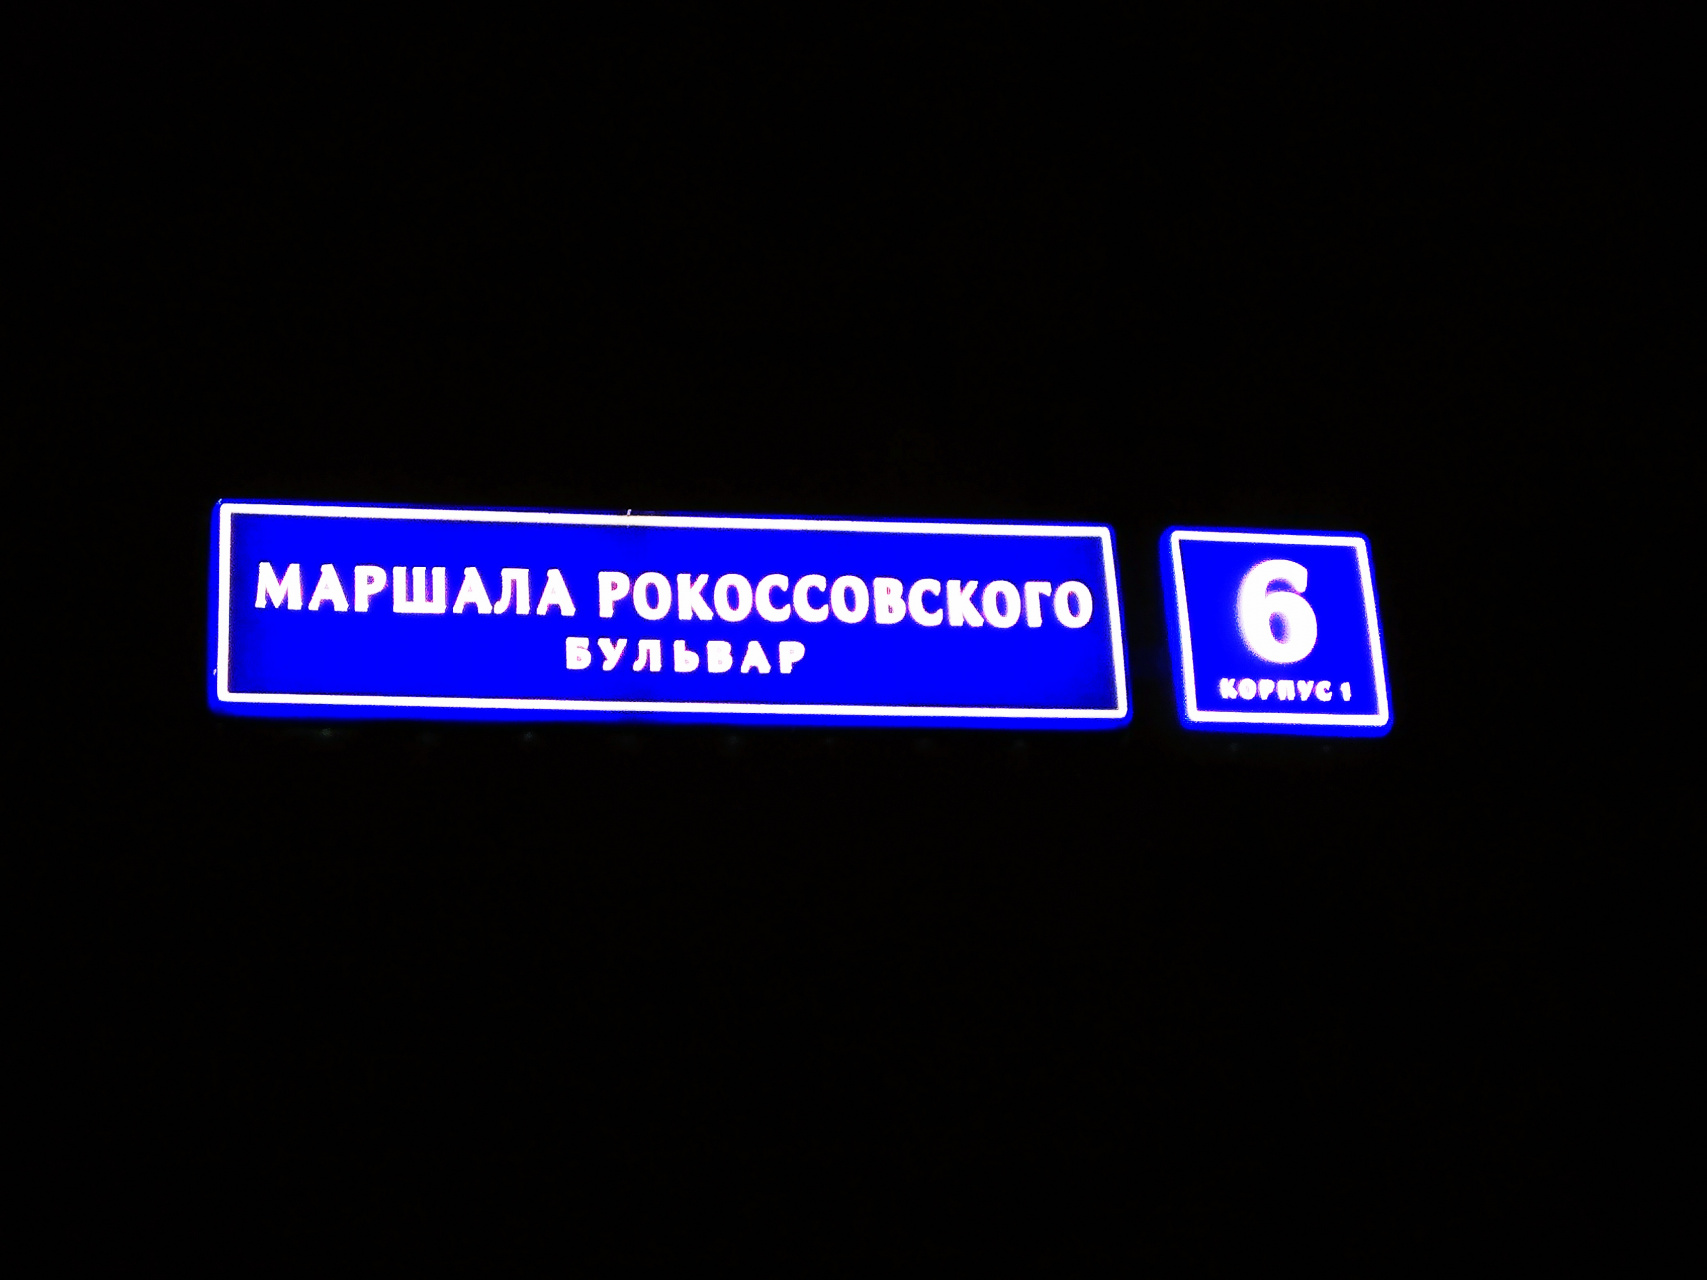 МАРШАЛА РОКОССОВСКОГО
БУЛЬВАР
6
КОРПУС 1